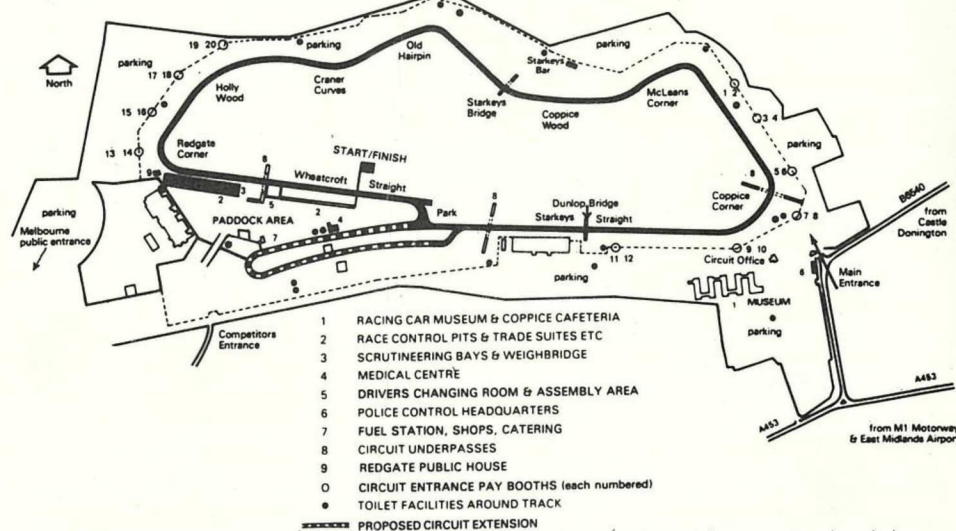 19 20
parking
Old
Hairpin
parking
parking
North
17 18
Holly
Wood
Craner
Curves
Starkeys
Bar
15 16
Starkeys
Bridge
Coppice
Wood
McLeans
Corner
1 2
3 4
13 14
Redgate
Corner
START/FINISH
parking
9
8
Wheatcroft
Straight
5 6
3
2
5
2
parking
Melbourne
public entrance
PADDOCK AREA
4
7
Park
8
Dunlop Bridge
Starkeys
Straight
8
Coppice
Corner
7 8
B6540
from
Castle
Donington
11 12
9 10
Circuit Office
6
Main
Entrance
parking
1
MUSEUM
parking
Competitors
Entrance
A453
A453
from M1 Motorway
& East Midlands Airport
1 RACING CAR MUSEUM & COPPICE CAFETERIA
2 RACE CONTROL PITS & TRADE SUITES ETC
3 SCRUTINEERING BAYS & WEIGHBRIDGE
4 MEDICAL CENTRE
5 DRIVERS CHANGING ROOM & ASSEMBLY AREA
6 POLICE CONTROL HEADQUARTERS
7 FUEL STATION, SHOPS, CATERING
8 CIRCUIT UNDERPASSES
9 REDGATE PUBLIC HOUSE
O CIRCUIT ENTRANCE PAY BOOTHS (each numbered)
• TOILET FACILITIES AROUND TRACK
PROPOSED CIRCUIT EXTENSION